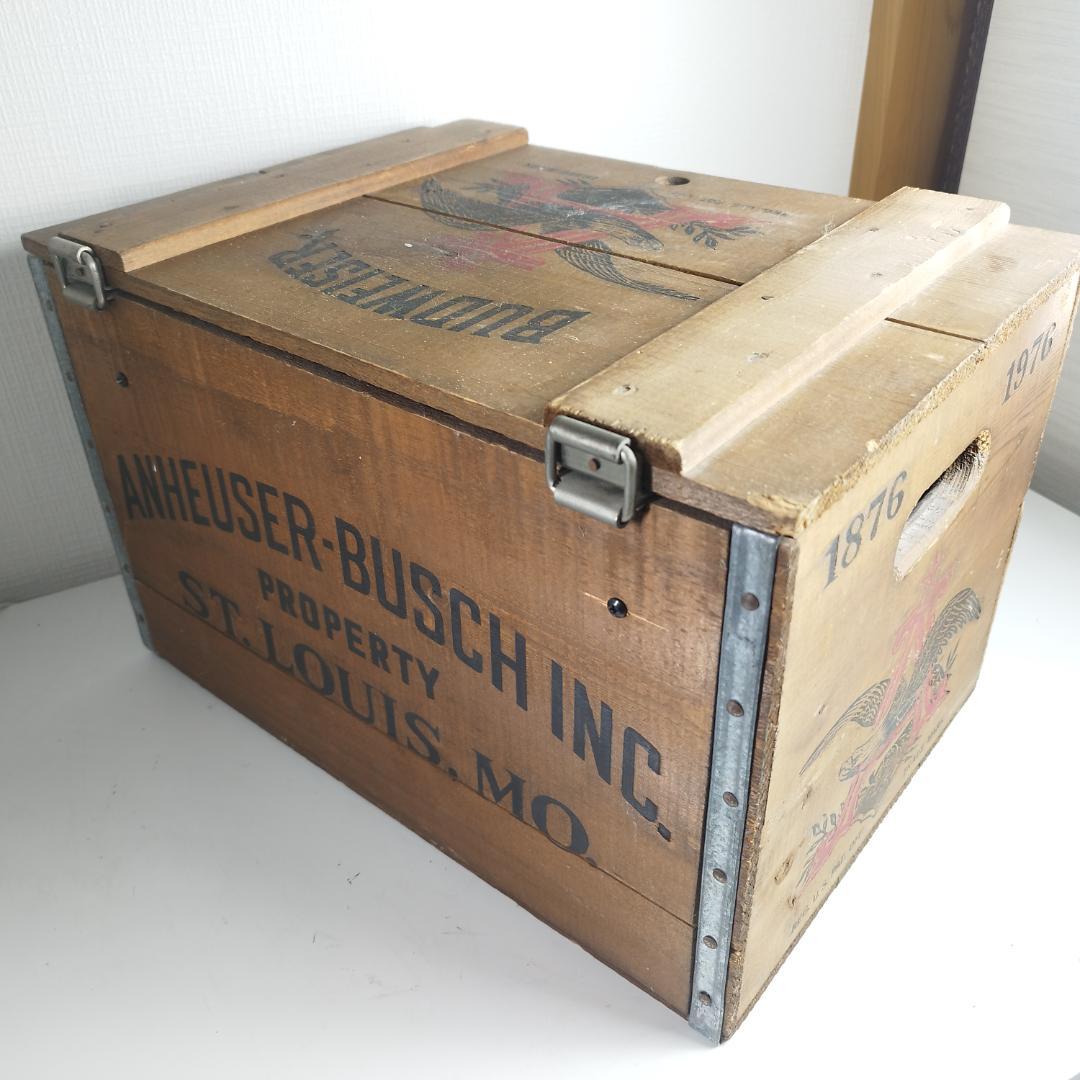 BUDWEISER
ANHEUSER-BUSCH INC.
PROPERTY
ST. LOUIS, MO.
1876
1976